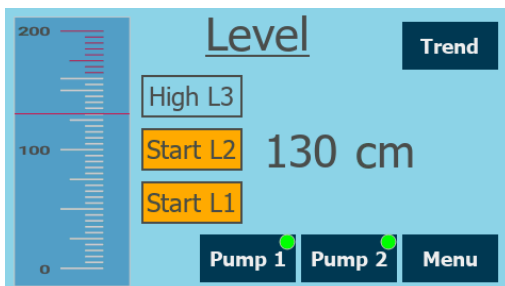 200
Level
Trend
High L3
100
Start L2
130 cm
Start L1
0
Pump 1
Pump 2
Menu